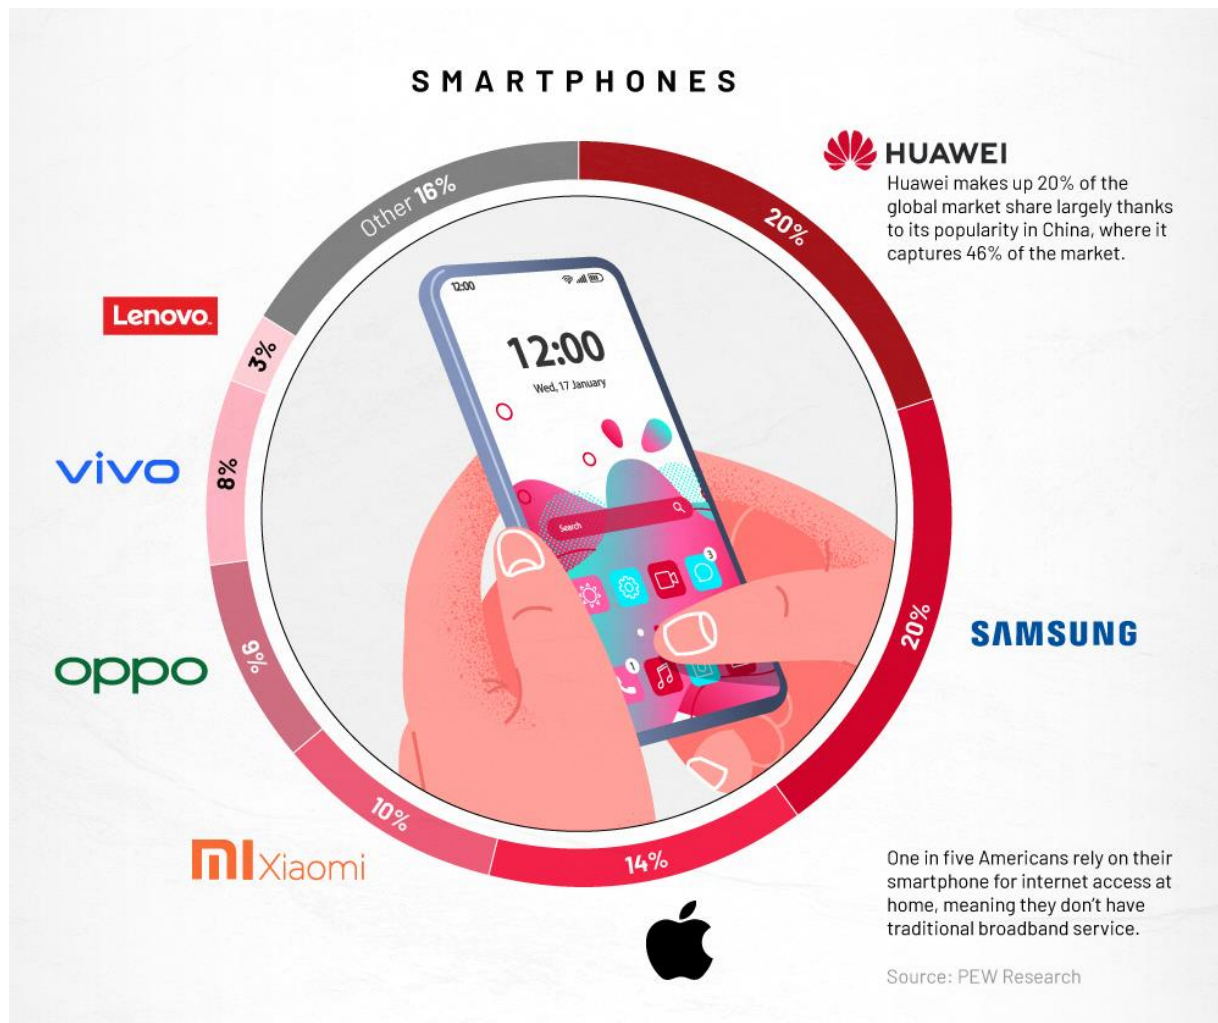 SMARTPHONES
HUAWEI
Huawei makes up 20% of the
global market share largely thanks
to its popularity in China, where it
captures 46% of the market.
Other 16%
20%
Lenovo.
3%
12:00
12:00
Wed, 17 January
vivo
8%
Search
3
20%
SAMSUNG
oppo
9%
1
10%
14%
mi Xiaomi
One in five Americans rely on their
smartphone for internet access at
home, meaning they don't have
traditional broadband service.
Source: PEW Research